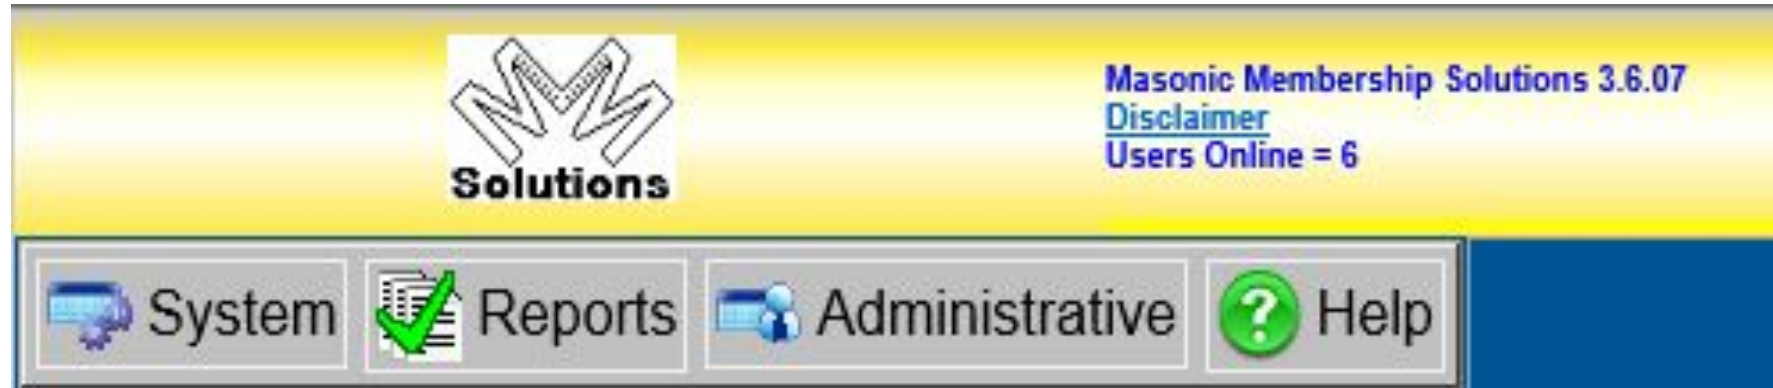 Solutions
Masonic Membership Solutions 3.6.07
Disclaimer
Users Online = 6
System Reports Administrative Help